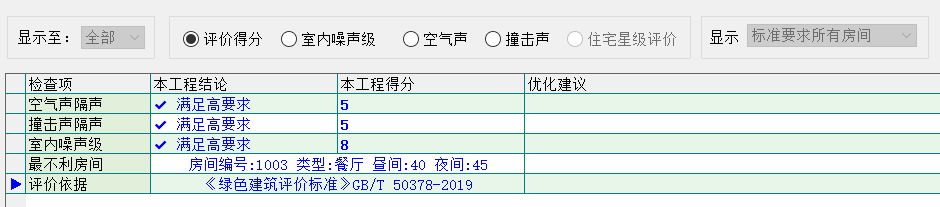 显示至: 全部 评价得分 室内噪声级 空气声 撞击声 住宅星级评价 显示 标准要求所有房间
检查项 本工程结论 本工程得分 优化建议
空气声隔声 满足高要求 5
撞击声隔声 满足高要求 5
室内噪声级 满足高要求 8
最不利房间 房间编号:1003 类型:餐厅 昼间:40 夜间:45
评价依据 《绿色建筑评价标准》GB/T 50378-2019